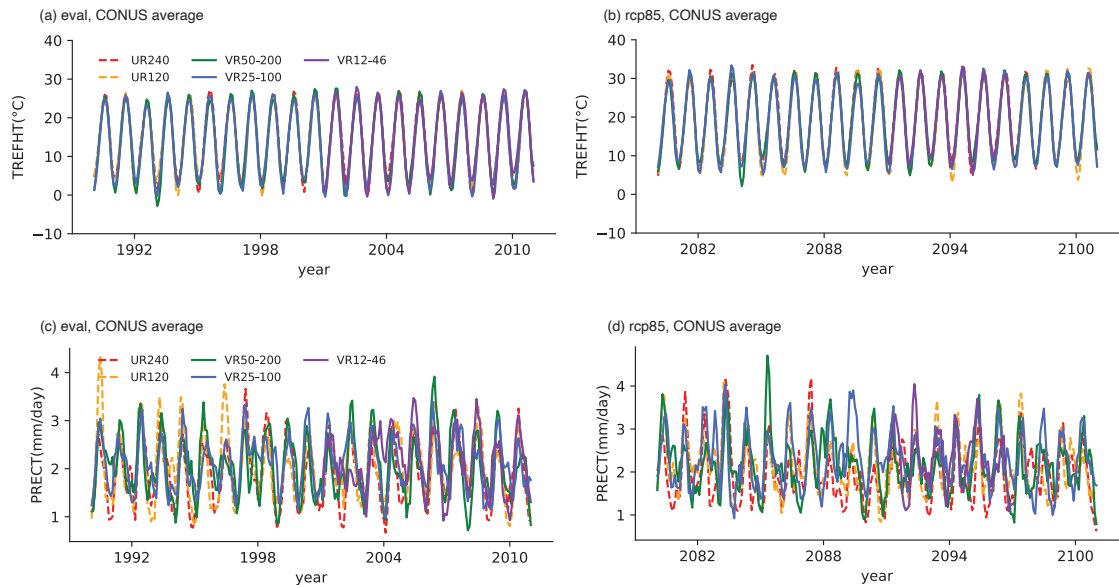 (a) eval, CONUS average
(b) rcp85, CONUS average
40
30
20
10
0
−10
TREFHT(°C)
UR240
UR120
VR50-200
VR25-100
VR12-46
1992
1998
2004
2010
year
40
30
20
10
0
−10
TREFHT(°C)
2082
2088
2094
2100
year
(c) eval, CONUS average
(d) rcp85, CONUS average
4
3
2
1
PRECT(mm/day)
UR240
UR120
VR50-200
VR25-100
VR12-46
1992
1998
2004
2010
year
4
3
2
1
PRECT(mm/day)
2082
2088
2094
2100
year